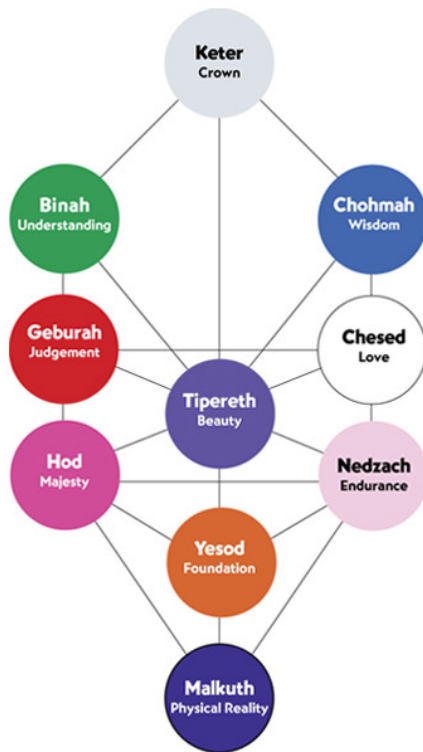 Keter
Crown
Binah
Understanding
Chohmah
Wisdom
Geburah
Judgement
Chesed
Love
Tipereth
Beauty
Hod
Majesty
Nedzach
Endurance
Yesod
Foundation
Malkuth
Physical Reality